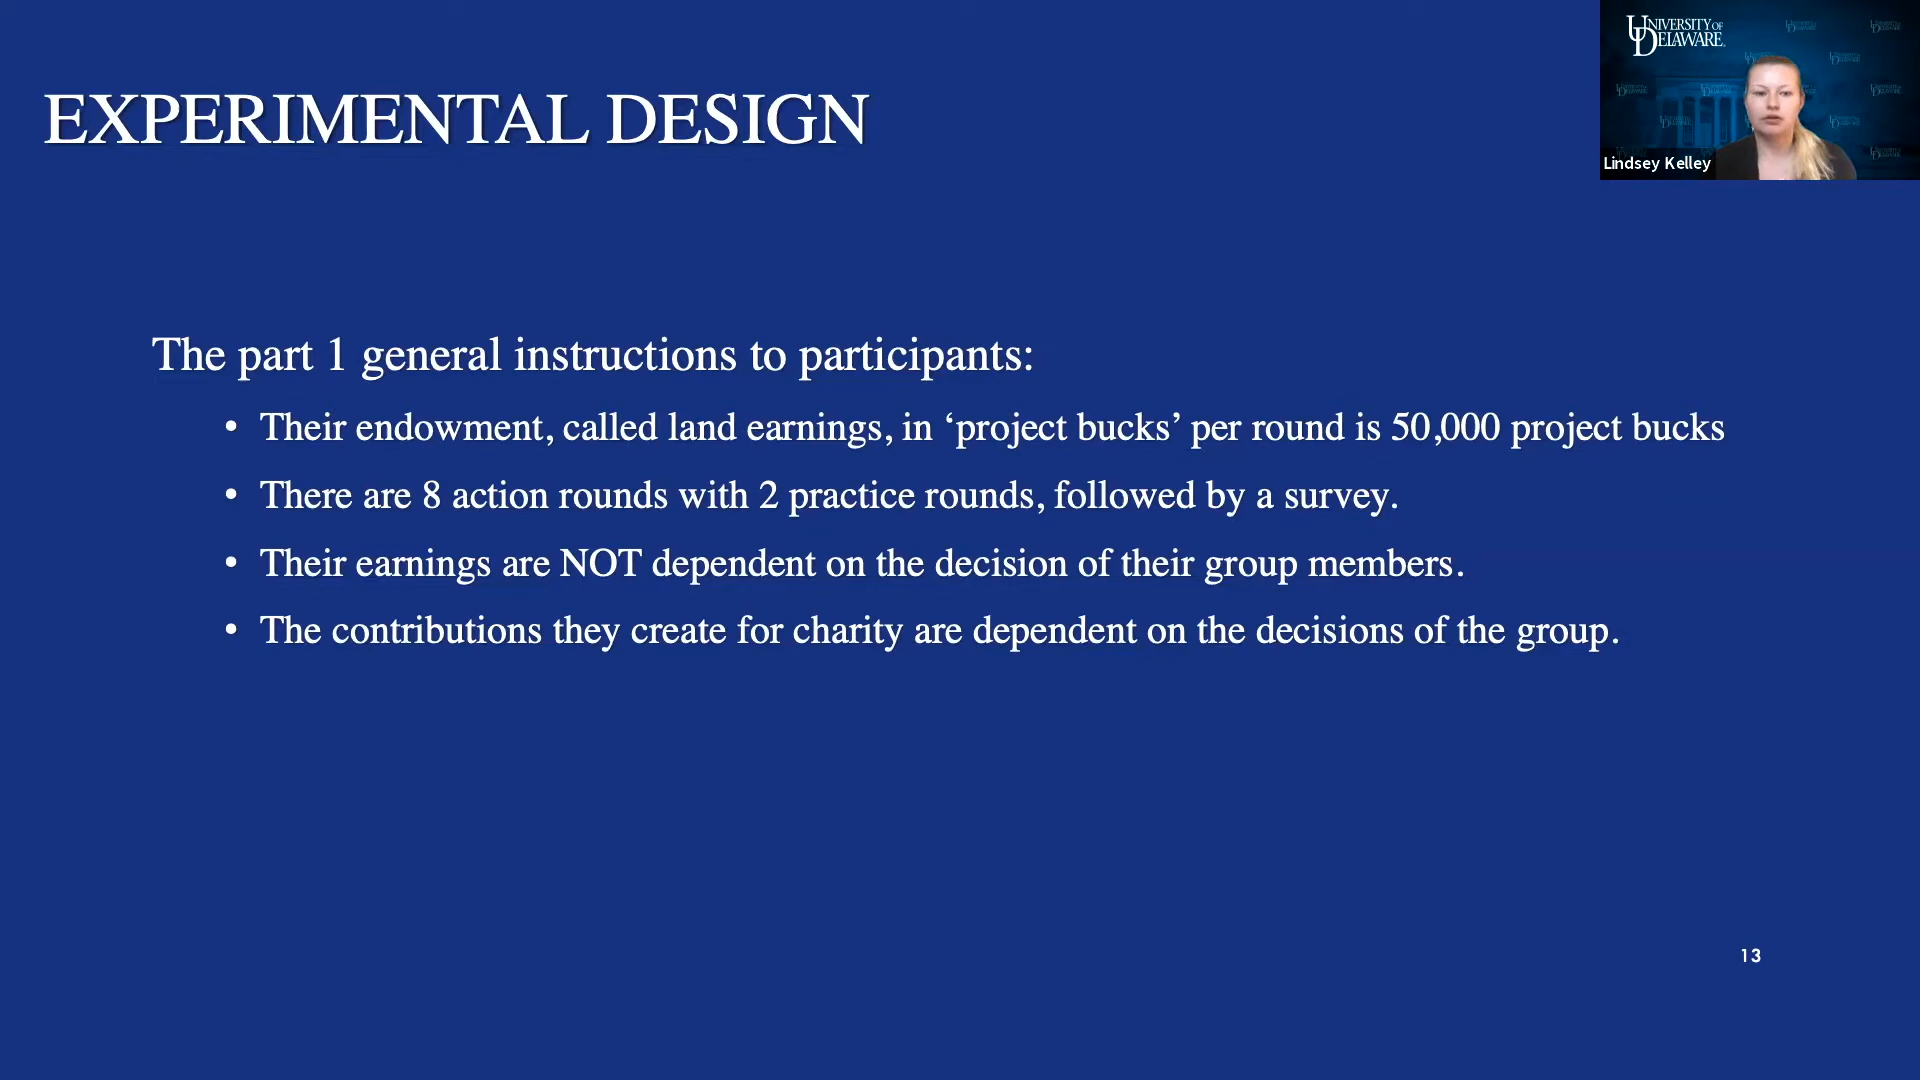 UNIVERSITY OF
DELAWARE
EXPERIMENTAL DESIGN
Lindsey Kelley
The part 1 general instructions to participants:
• Their endowment, called land earnings, in ‘project bucks’ per round is 50,000 project bucks
• There are 8 action rounds with 2 practice rounds, followed by a survey.
• Their earnings are NOT dependent on the decision of their group members.
• The contributions they create for charity are dependent on the decisions of the group.
13